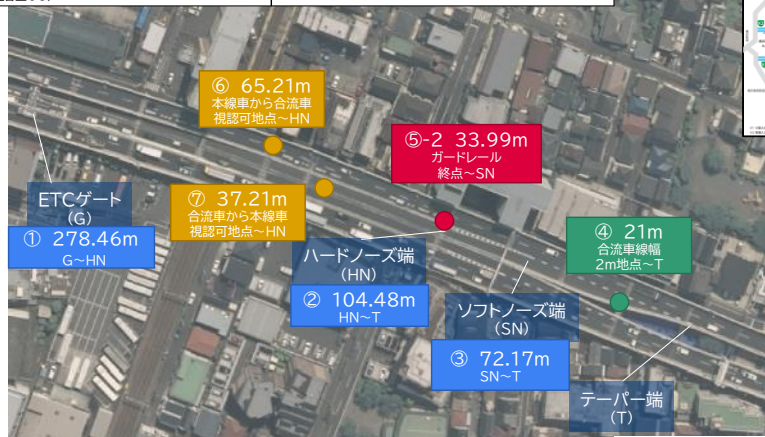 ⑥ 65.21m
本線車から合流車
視認可地点～HN
⑤-2 33.99m
ガードレール
終点～SN
ETCゲート
(G)
① 278.46m
G～HN
⑦ 37.21m
合流車から本線車
視認可地点～HN
ハードノーズ端
(HN)
② 104.48m
HN～T
④ 21m
合流車線幅
2m地点～T
ソフトノーズ端
(SN)
③ 72.17m
SN～T
テーパー端
(T)